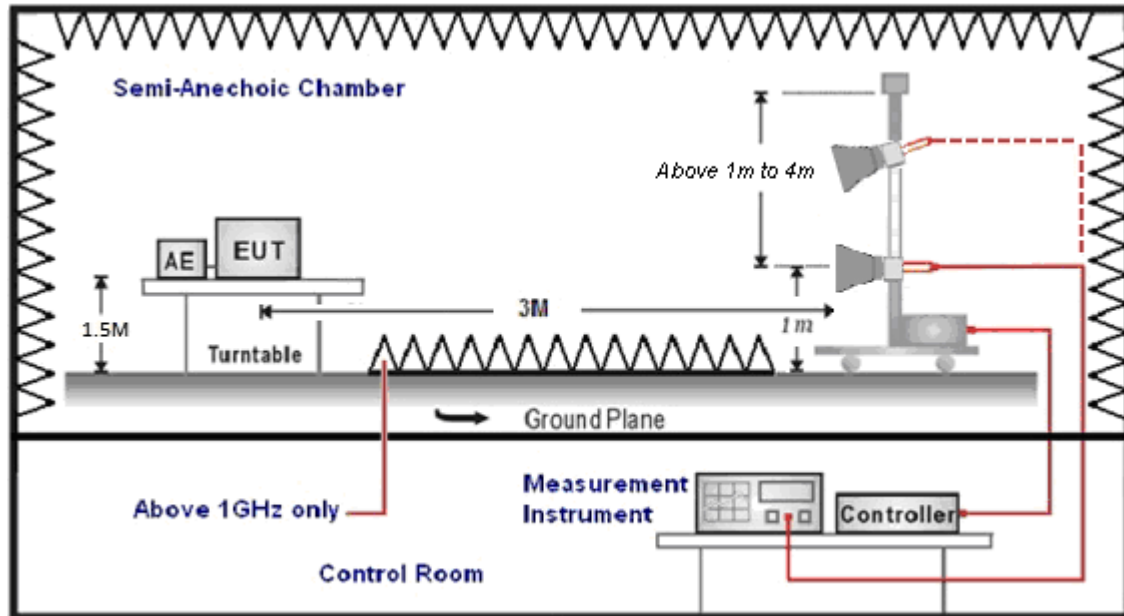 Semi-Anechoic Chamber
Above 1m to 4m
AE
EUT
1.5M
3M
1m
Turntable
Ground Plane
Above 1GHz only
Measurement
Instrument
Controller
Control Room